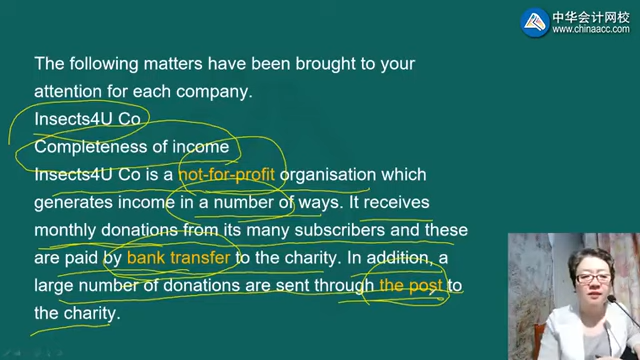 中华会计网校
www.chinaacc.com
The following matters have been brought to your
attention for each company.
Insects4U Co
Completeness of income
Insects4U Co is a not-for-profit organisation which
generates income in a number of ways. It receives
monthly donations from its many subscribers and these
are paid by bank transfer to the charity. In addition, a
large number of donations are sent through the post to
the charity.